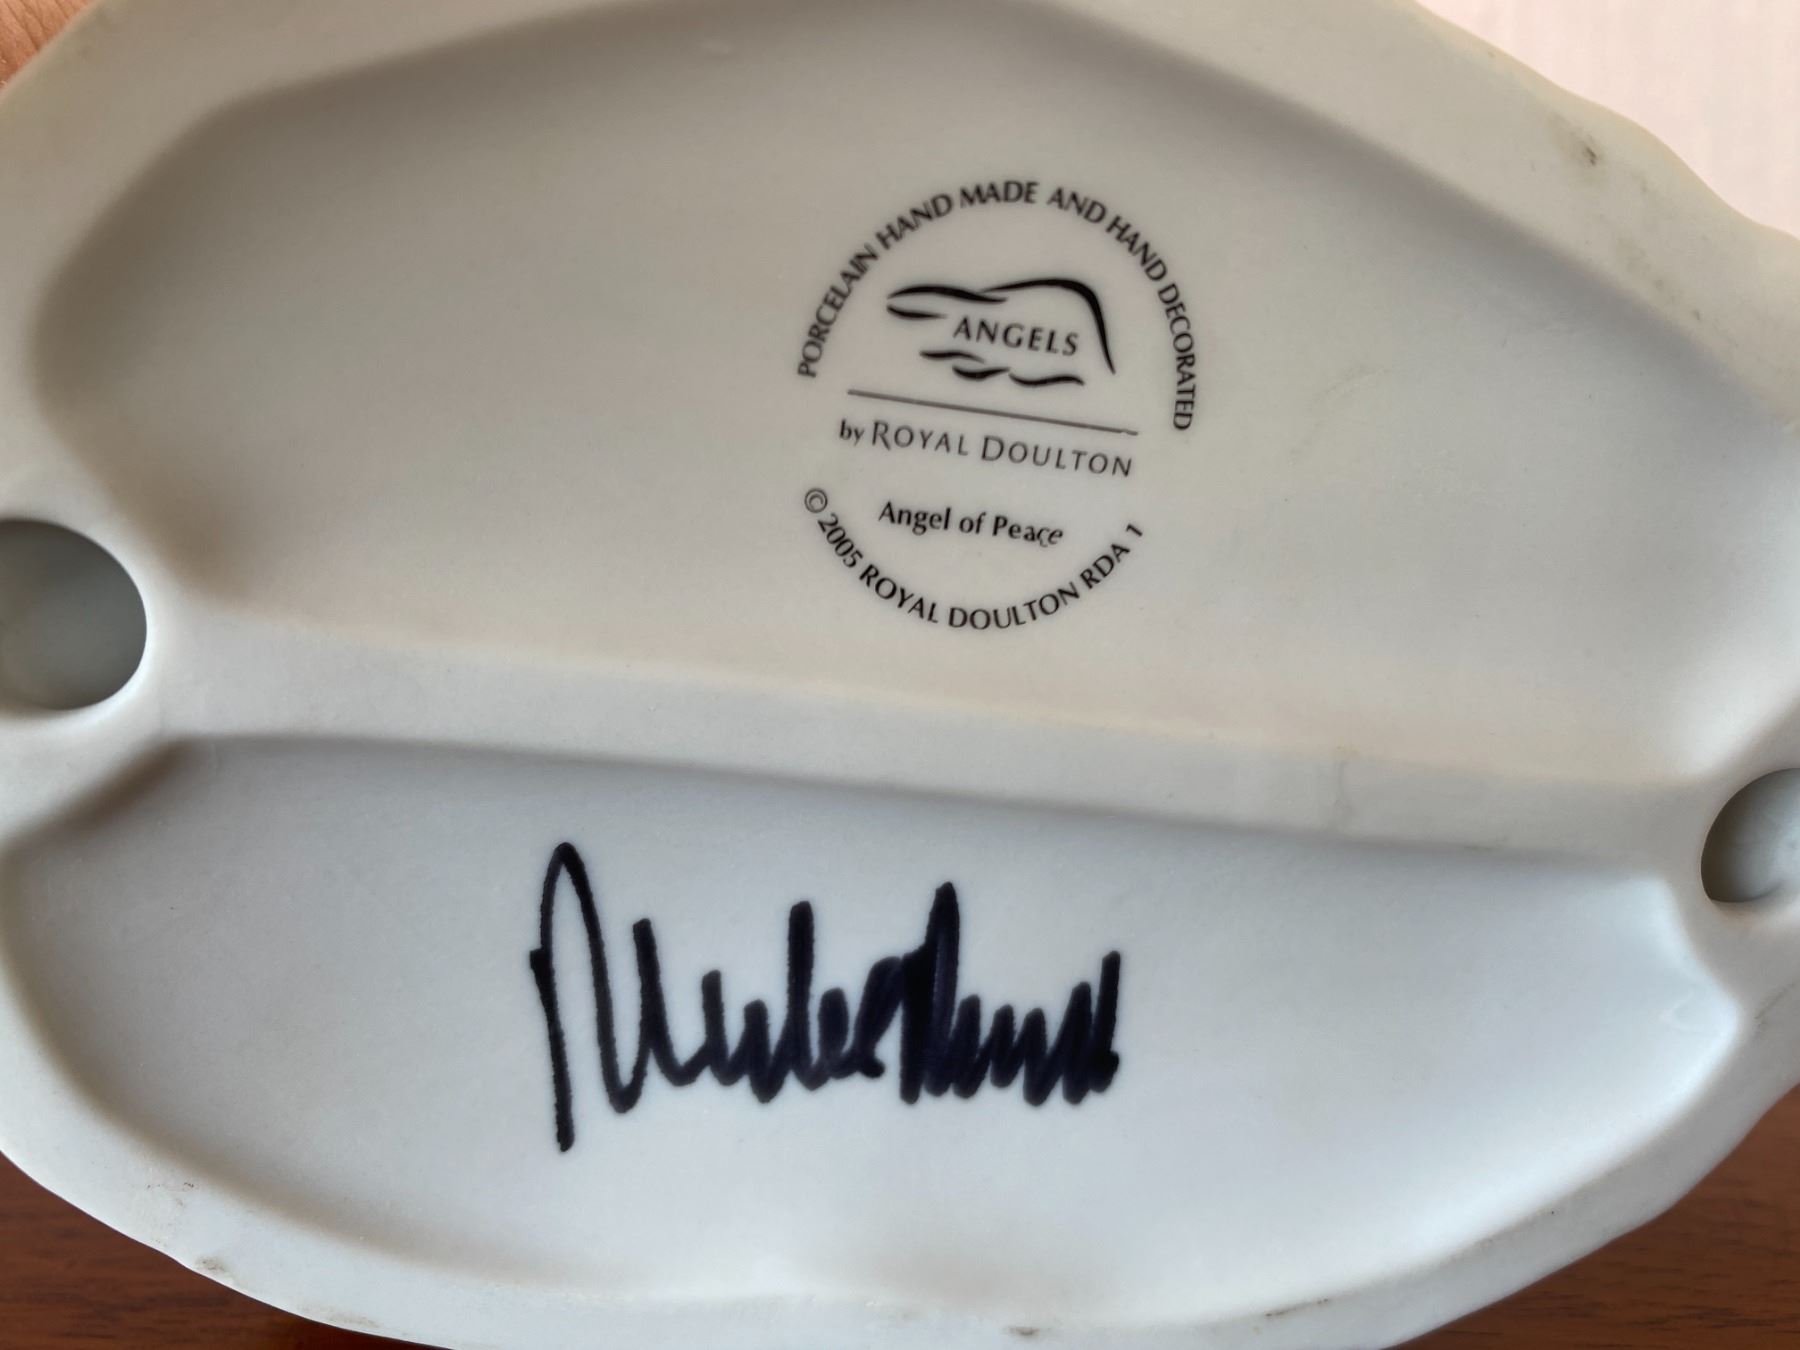 PORCELAIN HAND MADE AND HAND DECORATED
ANGELS
by ROYAL DOULTON
Angel of Peace
© 2005 ROYAL DOULTON RDA 1